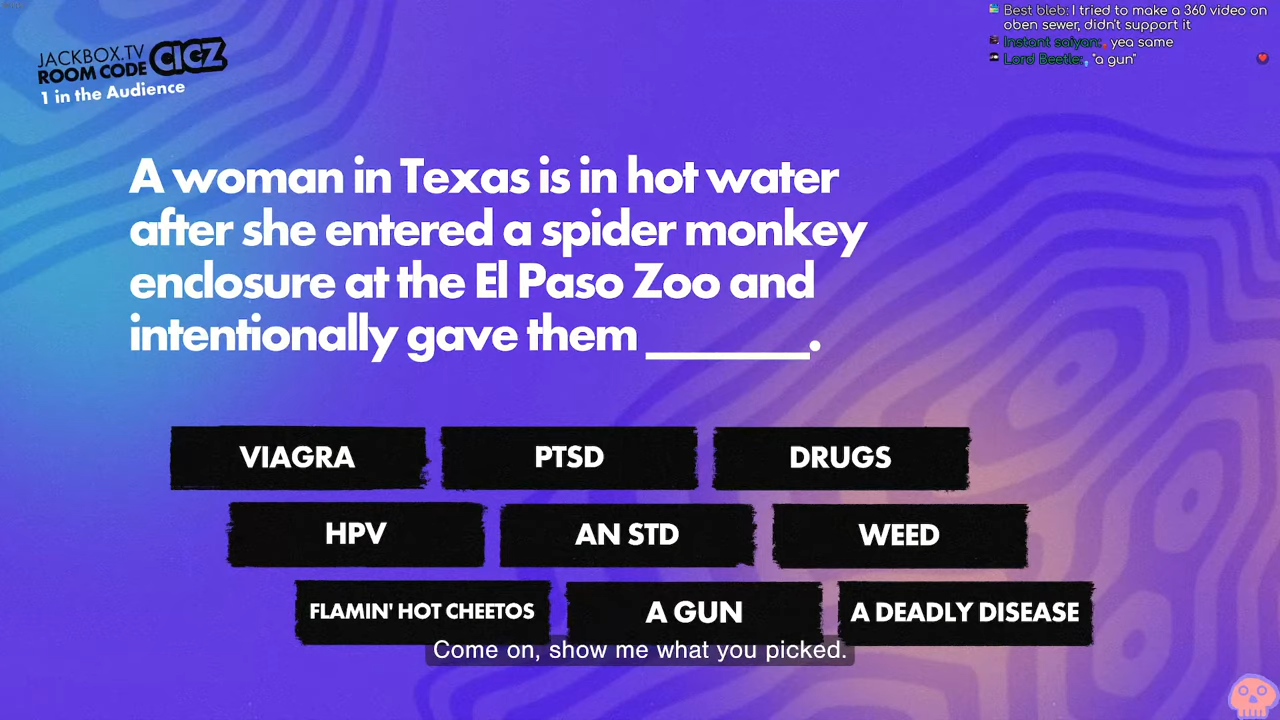 JACKBOX.TV
ROOM CODE CIGZ
1 in the Audience
Best bleb: I tried to make a 360 video on
oben sewer, didn't support it
Instant saiyan: yea same
Lord Beetle: "a gun"
A woman in Texas is in hot water
after she entered a spider monkey
enclosure at the El Paso Zoo and
intentionally gave them ________.
VIAGRA
PTSD
DRUGS
HPV
AN STD
WEED
FLAMIN' HOT CHEETOS
A GUN
A DEADLY DISEASE
Come on, show me what you picked.